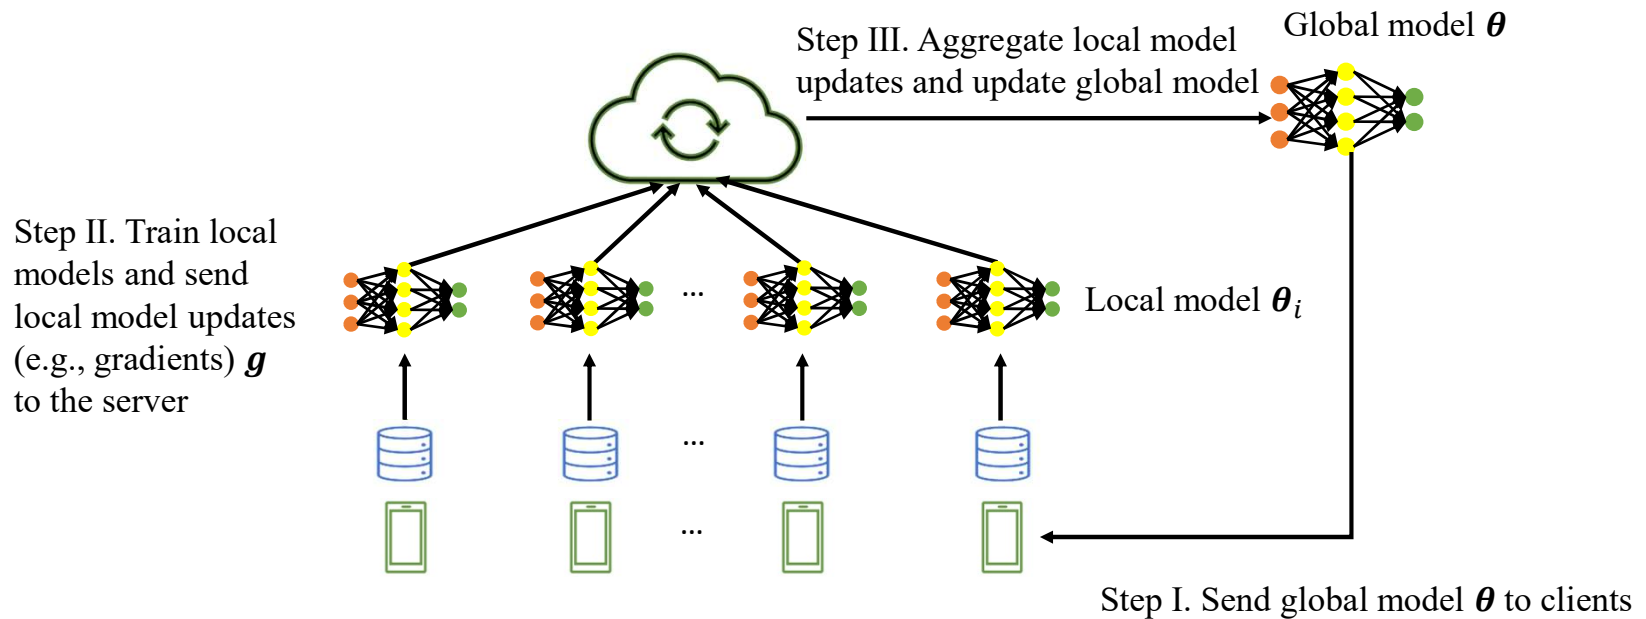 Global model θ
Step III. Aggregate local model
updates and update global model
Step II. Train local
models and send
local model updates
(e.g., gradients) g
to the server
...
Local model θᵢ
...
...
Step I. Send global model θ to clients